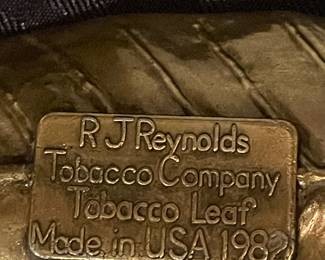 R J Reynolds
Tobacco Company
Tobacco Leaf
Made in USA